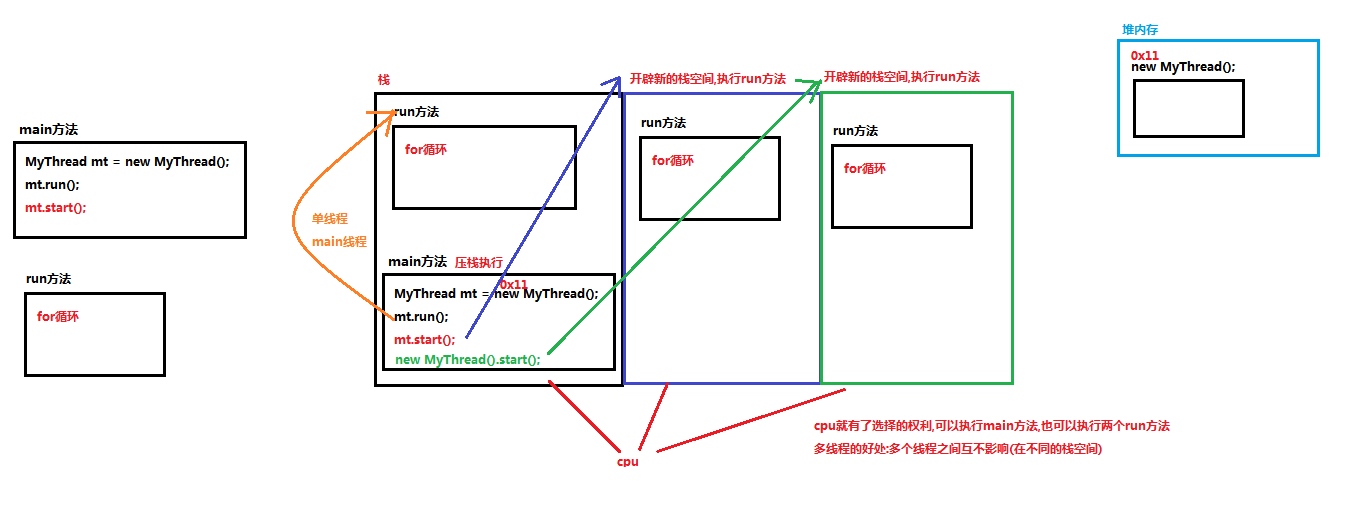 main方法
MyThread mt = new MyThread();
mt.run();
mt.start();
run方法
for循环
单线程
main线程
栈
run方法
for循环
main方法 压栈执行
0x11
MyThread mt = new MyThread();
mt.run();
mt.start();
new MyThread().start();
开辟新的栈空间,执行run方法
run方法
for循环
开辟新的栈空间,执行run方法
run方法
for循环
cpu
cpu就有了选择的权利,可以执行main方法,也可以执行两个run方法
多线程的好处:多个线程之间互不影响(在不同的栈空间)
堆内存
0x11
new MyThread();